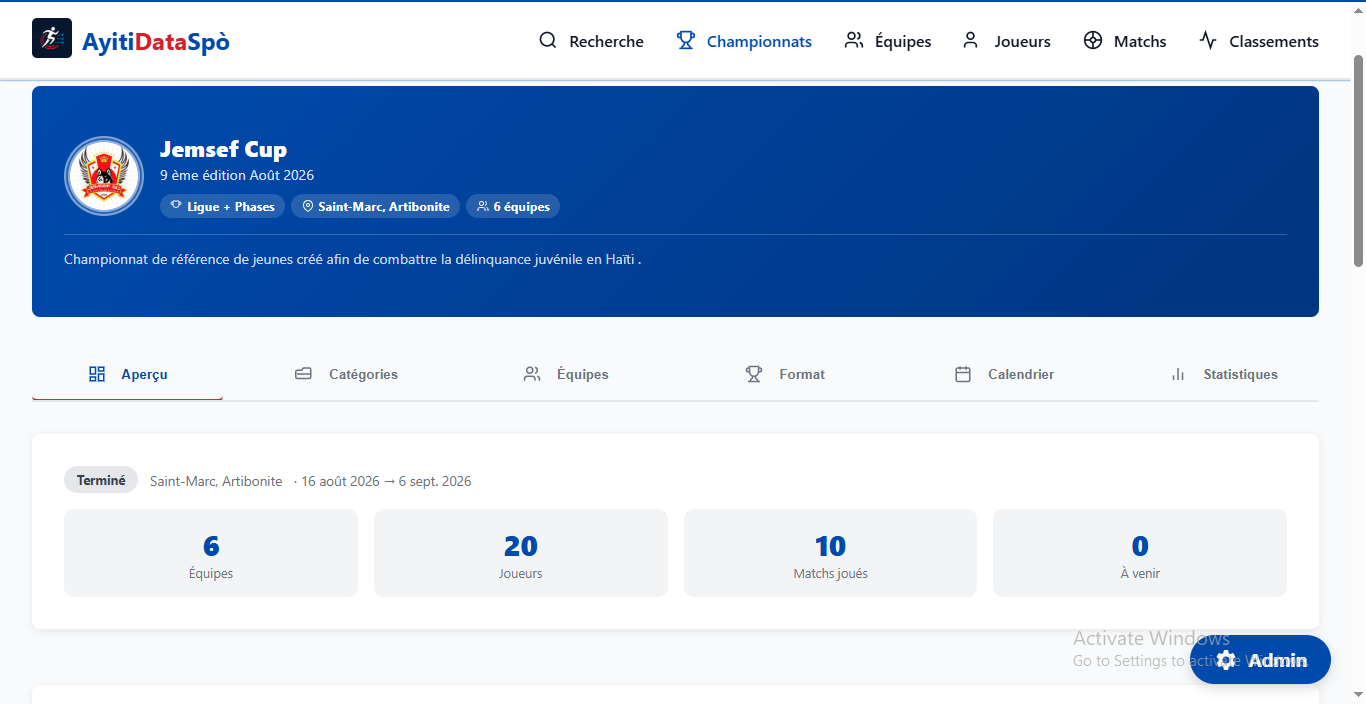 AyitiDataSpò
Recherche
Championnats
Équipes
Joueurs
Matchs
Classements
Jemsef Cup
9 ème édition Août 2026
Ligue + Phases
Saint-Marc, Artibonite
6 équipes
Championnat de référence de jeunes créé afin de combattre la délinquance juvénile en Haïti .
Aperçu
Catégories
Équipes
Format
Calendrier
Statistiques
Terminé
Saint-Marc, Artibonite · 16 août 2026 → 6 sept. 2026
6
Équipes
20
Joueurs
10
Matchs joués
0
À venir
Activate Windows
Go to Settings to activate Windows.
Admin